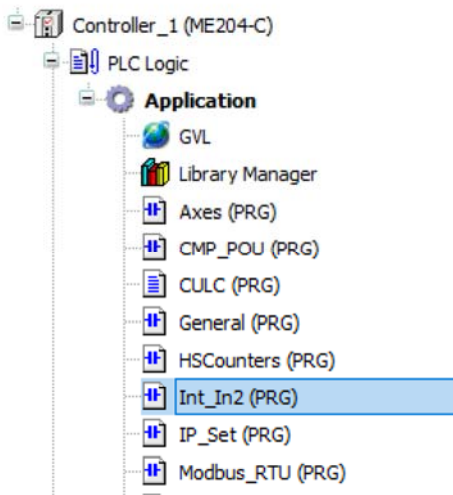 Controller_1 (ME204-C)
PLC Logic
Application
GVL
Library Manager
Axes (PRG)
CMP_POU (PRG)
CULC (PRG)
General (PRG)
HSCounters (PRG)
Int_In2 (PRG)
IP_Set (PRG)
Modbus_RTU (PRG)